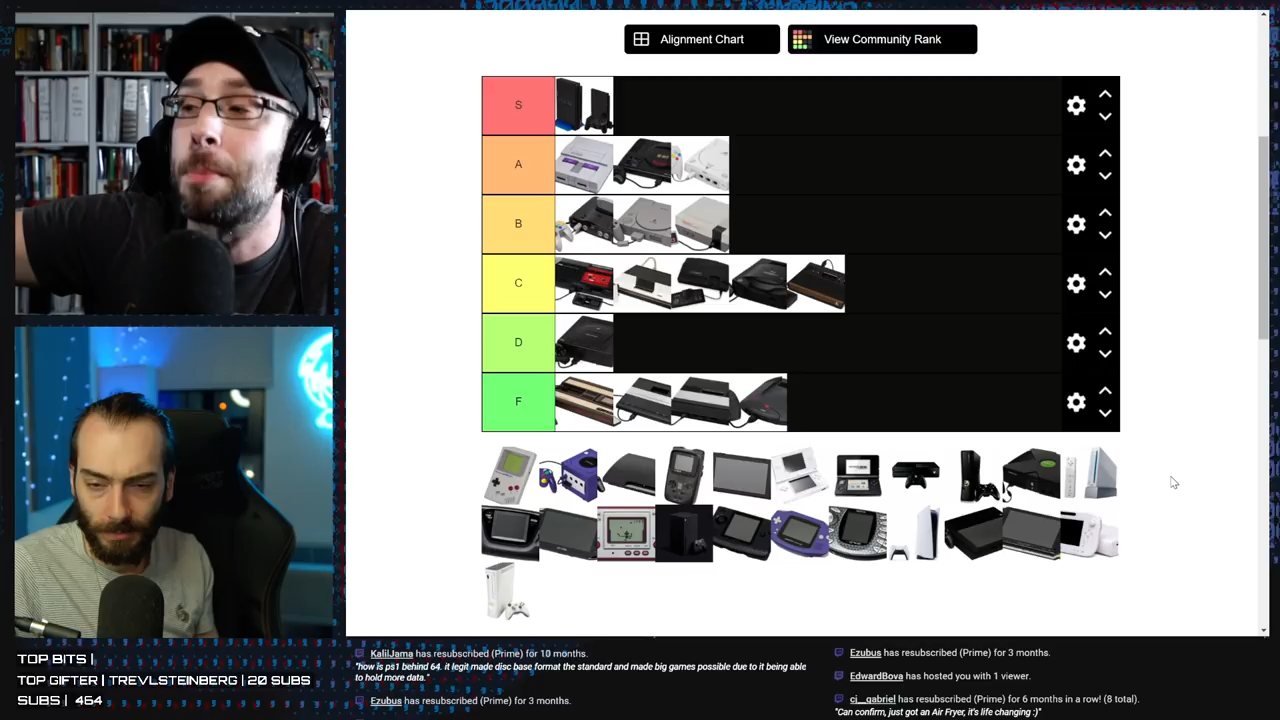 Alignment Chart
View Community Rank
S
A
B
C
D
F
TOP BITS |
TOP GIFTER | TREVLSTEINBERG | 20 SUBS
SUBS | 464
KalilJama has resubscribed (Prime) for 10 months.
"how is ps1 behind 64. it legit made disc base format the standard and made big games possible due to it being able
to hold more data."
Ezubus has resubscribed (Prime) for 3 months.
Ezubus has resubscribed (Prime) for 3 months.
EdwardBova has hosted you with 1 viewer.
cj__gabriel has resubscribed (Prime) for 6 months in a row! (8 total).
"Can confirm, just got an Air Fryer, it's life changing :)"